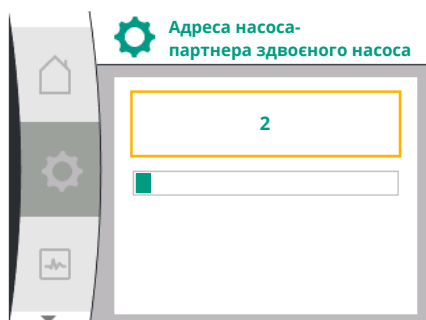 Адреса насоса-
партнера здвоєного насоса
2